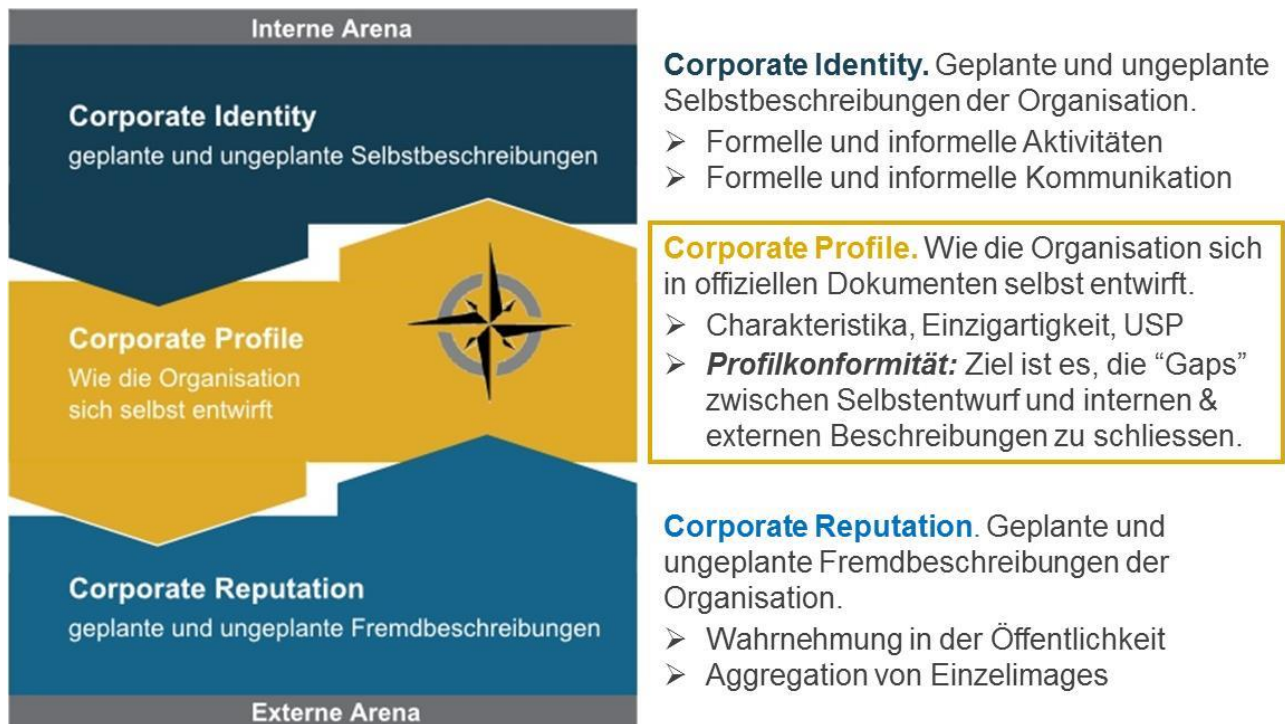 Interne Arena
Corporate Identity
geplante und ungeplante Selbstbeschreibungen
Corporate Profile
Wie die Organisation
sich selbst entwirft
Corporate Reputation
geplante und ungeplante Fremdbeschreibungen
Externe Arena
Corporate Identity. Geplante und ungeplante
Selbstbeschreibungen der Organisation.
➢ Formelle und informelle Aktivitäten
➢ Formelle und informelle Kommunikation
Corporate Profile. Wie die Organisation sich
in offiziellen Dokumenten selbst entwirft.
➢ Charakteristika, Einzigartigkeit, USP
➢ Profilkonformität: Ziel ist es, die “Gaps”
zwischen Selbstentwurf und internen &
externen Beschreibungen zu schliessen.
Corporate Reputation. Geplante und
ungeplante Fremdbeschreibungen der
Organisation.
➢ Wahrnehmung in der Öffentlichkeit
➢ Aggregation von Einzelimages